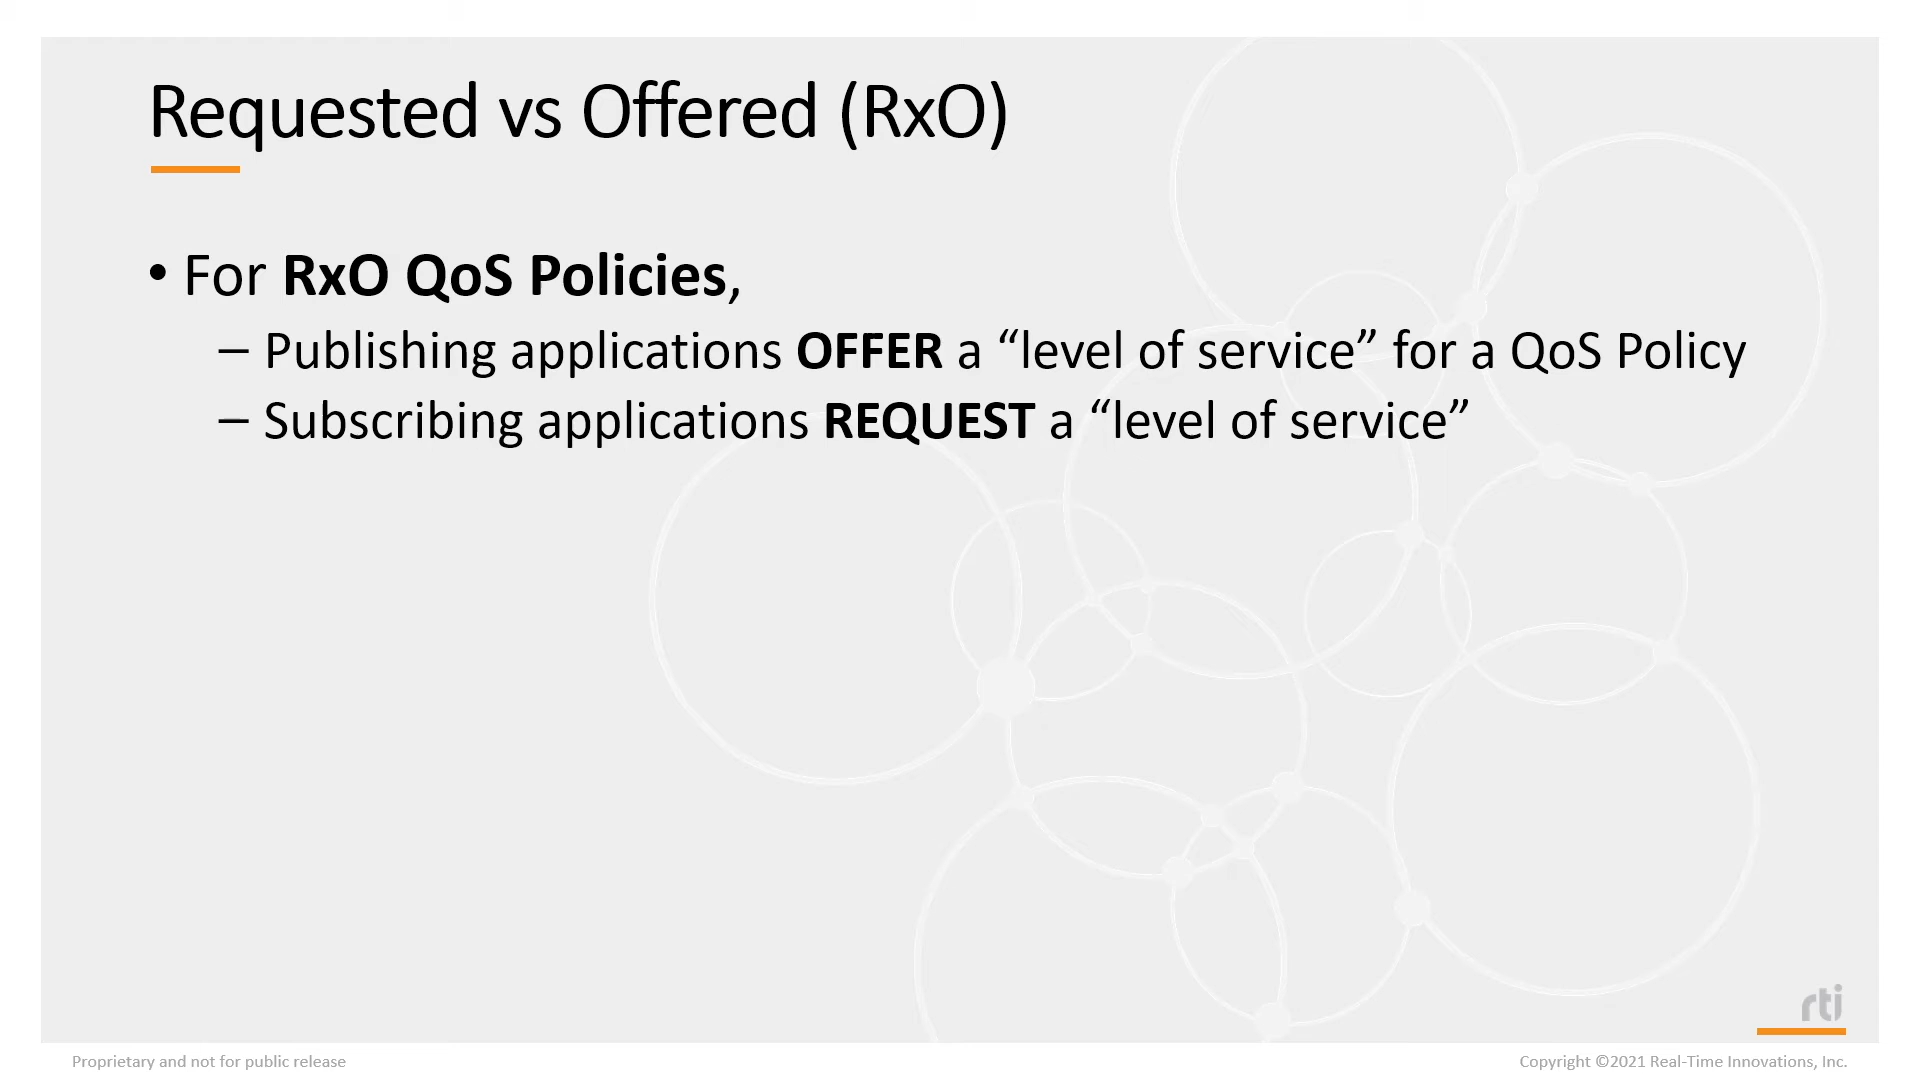 Requested vs Offered (RxO)
• For RxO QoS Policies,
– Publishing applications OFFER a “level of service” for a QoS Policy
– Subscribing applications REQUEST a “level of service”
rti
Proprietary and not for public release
Copyright ©2021 Real-Time Innovations, Inc.